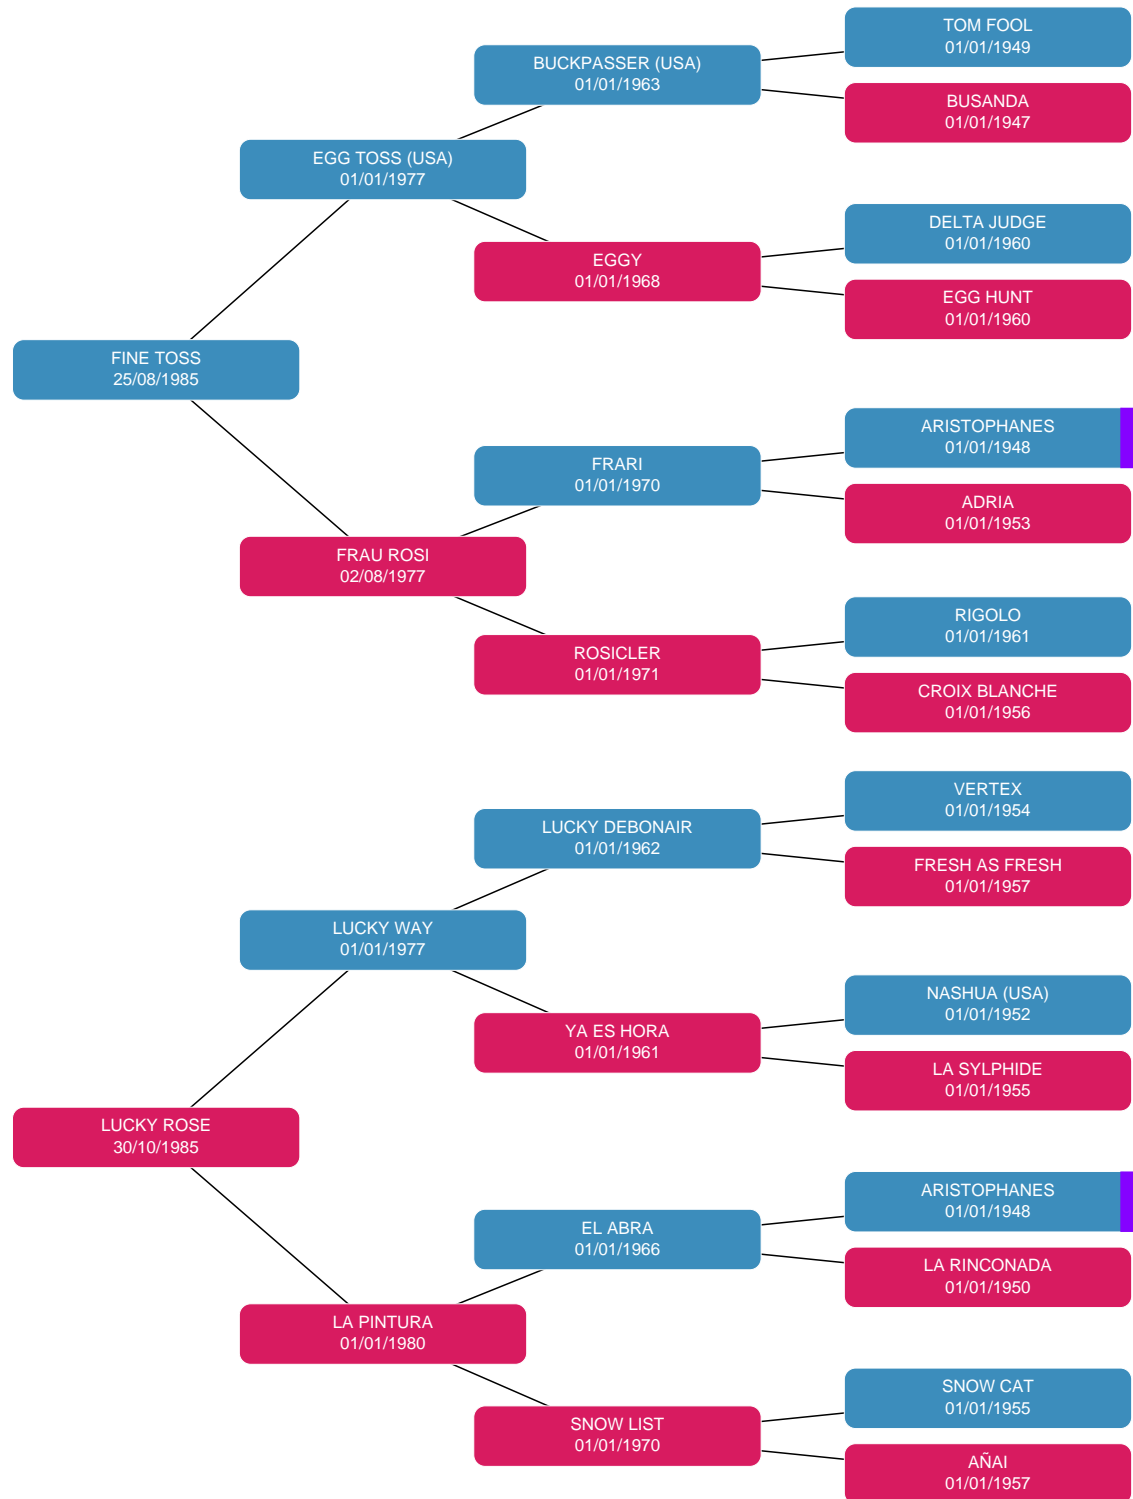 TOM FOOL
01/01/1949
BUCKPASSER (USA)
01/01/1963
BUSANDA
01/01/1947
EGG TOSS (USA)
01/01/1977
DELTA JUDGE
01/01/1960
EGGY
01/01/1968
EGG HUNT
01/01/1960
FINE TOSS
25/08/1985
ARISTOPHANES
01/01/1948
FRARI
01/01/1970
ADRIA
01/01/1953
FRAU ROSI
02/08/1977
RIGOLO
01/01/1961
ROSICLER
01/01/1971
CROIX BLANCHE
01/01/1956
VERTEX
01/01/1954
LUCKY DEBONAIR
01/01/1962
FRESH AS FRESH
01/01/1957
LUCKY WAY
01/01/1977
NASHUA (USA)
01/01/1952
YA ES HORA
01/01/1961
LA SYLPHIDE
01/01/1955
LUCKY ROSE
30/10/1985
ARISTOPHANES
01/01/1948
EL ABRA
01/01/1966
LA RINCONADA
01/01/1950
LA PINTURA
01/01/1980
SNOW CAT
01/01/1955
SNOW LIST
01/01/1970
AÑAI
01/01/1957